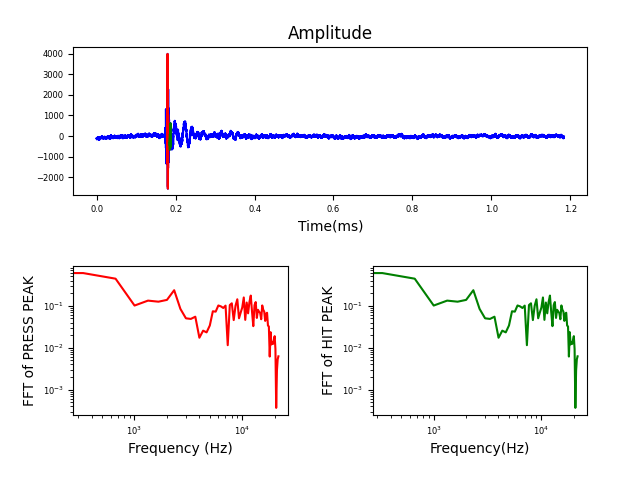 Amplitude
4000
3000
2000
1000
0
−1000
−2000
0.0 0.2 0.4 0.6 0.8 1.0 1.2
Time(ms)
FFT of PRESS PEAK
10⁻¹
10⁻²
10⁻³
10³ 10⁴
Frequency (Hz)
FFT of HIT PEAK
10⁻¹
10⁻²
10⁻³
10³ 10⁴
Frequency(Hz)